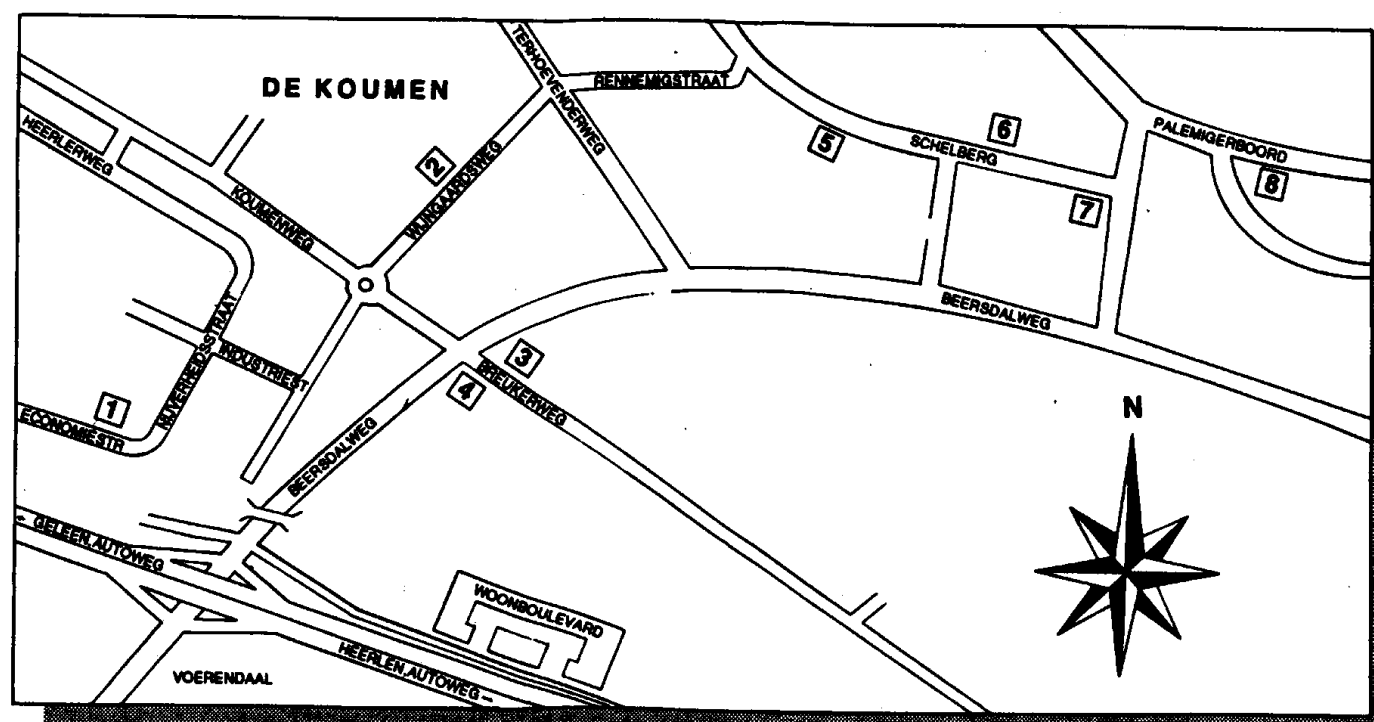 DE KOUMEN
TERHOEVENDERWEG
RENNEMIGSTRAAT
HEERLERWEG
KOUMENWEG
2
WIJNGAARDSWEG
5
6
SCHELBERG
PALEMIGERBOORD
7
8
BEERSDALWEG
NIJVERHEIDSSTRAAT
INDUSTRIEST
1
ECONOMIESTR
3
4
BREUKERWEG
BEERSDALWEG
N
← GELEEN, AUTOWEG
WOONBOULEVARD
HEERLEN, AUTOWEG →
VOERENDAAL